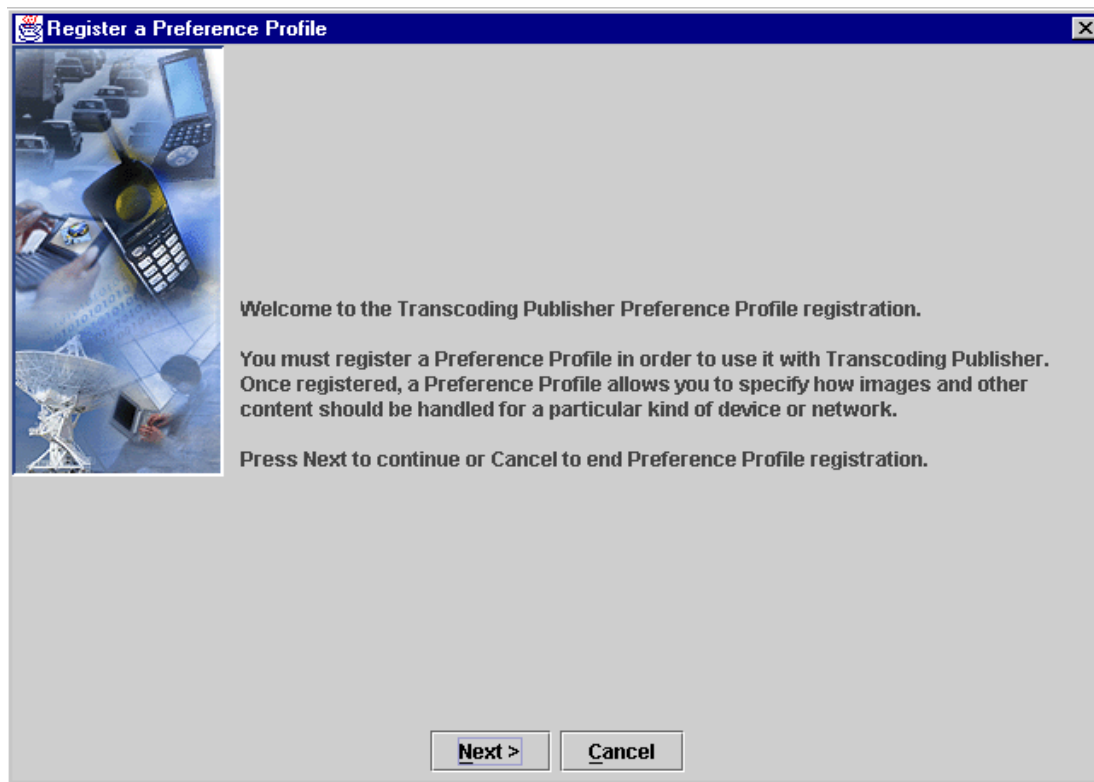 Register a Preference Profile
Welcome to the Transcoding Publisher Preference Profile registration.
You must register a Preference Profile in order to use it with Transcoding Publisher.
Once registered, a Preference Profile allows you to specify how images and other
content should be handled for a particular kind of device or network.
Press Next to continue or Cancel to end Preference Profile registration.
Next >
Cancel